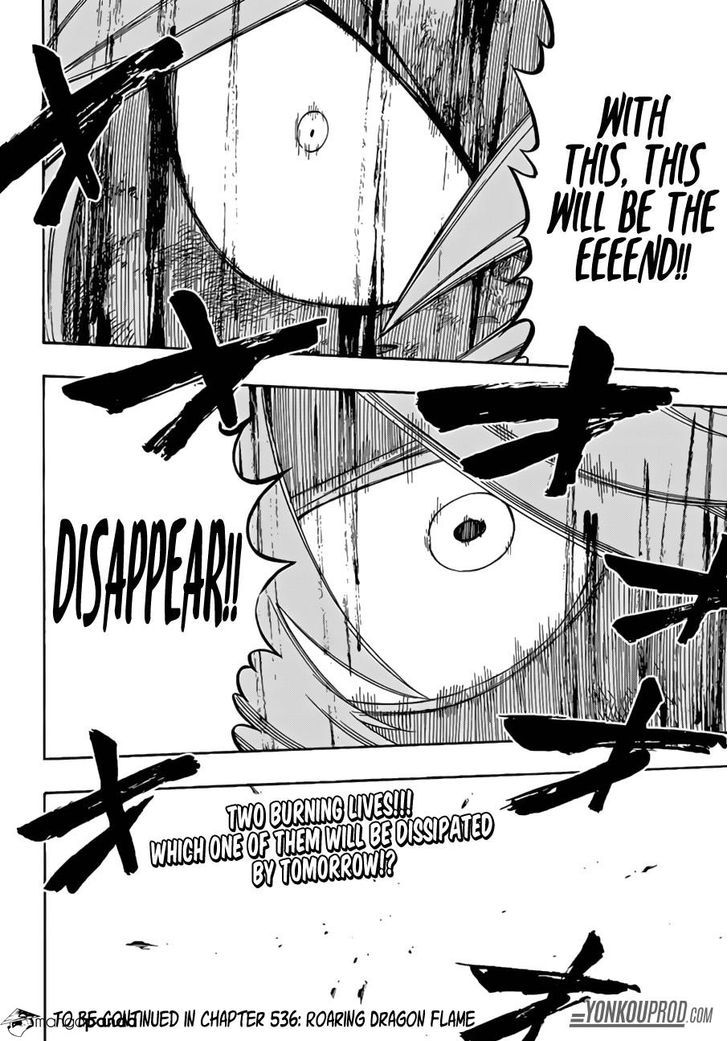 WITH
THIS, THIS
WILL BE THE
EEEEND!!
DISAPPEAR!!
TWO BURNING LIVES!!!
WHICH ONE OF THEM WILL BE DISSIPATED
BY TOMORROW!?
TO BE CONTINUED IN CHAPTER 536: ROARING DRAGON FLAME
mangapanda
YONKOUPROD.COM